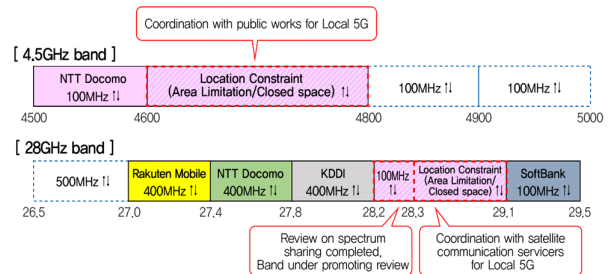 Coordination with public works for Local 5G
[ 4.5GHz band ]
NTT Docomo
100MHz ↑↓
Location Constraint
(Area Limitation/Closed space) ↑↓
100MHz ↑↓
100MHz ↑↓
4500
4600
4800
4900
5000
[ 28GHz band ]
500MHz ↑↓
Rakuten Mobile
400MHz ↑↓
NTT Docomo
400MHz ↑↓
KDDI
400MHz ↑↓
100MHz
↑↓
Location Constraint
(Area Limitation/
Closed space) ↑↓
SoftBank
100MHz ↑↓
26.5
27.0
27.4
27.8
28.2
28.3
29.1
29.5
Review on spectrum
sharing completed,
Band under promoting review
Coordination with satellite
communication servicers
for Local 5G